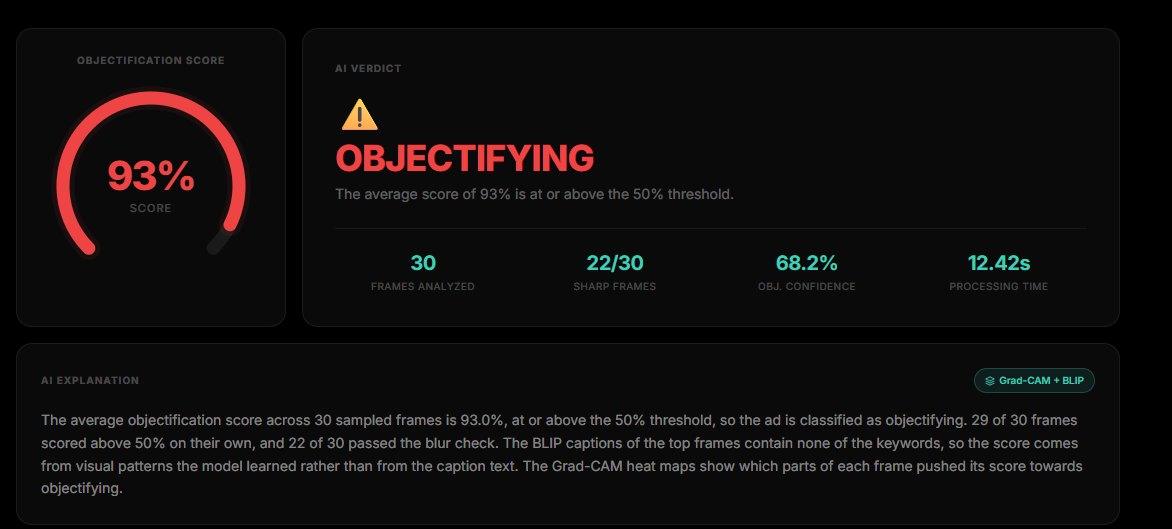 OBJECTIFICATION SCORE
93%
SCORE
AI VERDICT
OBJECTIFYING
The average score of 93% is at or above the 50% threshold.
30
FRAMES ANALYZED
22/30
SHARP FRAMES
68.2%
OBJ. CONFIDENCE
12.42s
PROCESSING TIME
AI EXPLANATION
Grad-CAM + BLIP
The average objectification score across 30 sampled frames is 93.0%, at or above the 50% threshold, so the ad is classified as objectifying. 29 of 30 frames
scored above 50% on their own, and 22 of 30 passed the blur check. The BLIP captions of the top frames contain none of the keywords, so the score comes
from visual patterns the model learned rather than from the caption text. The Grad-CAM heat maps show which parts of each frame pushed its score towards
objectifying.